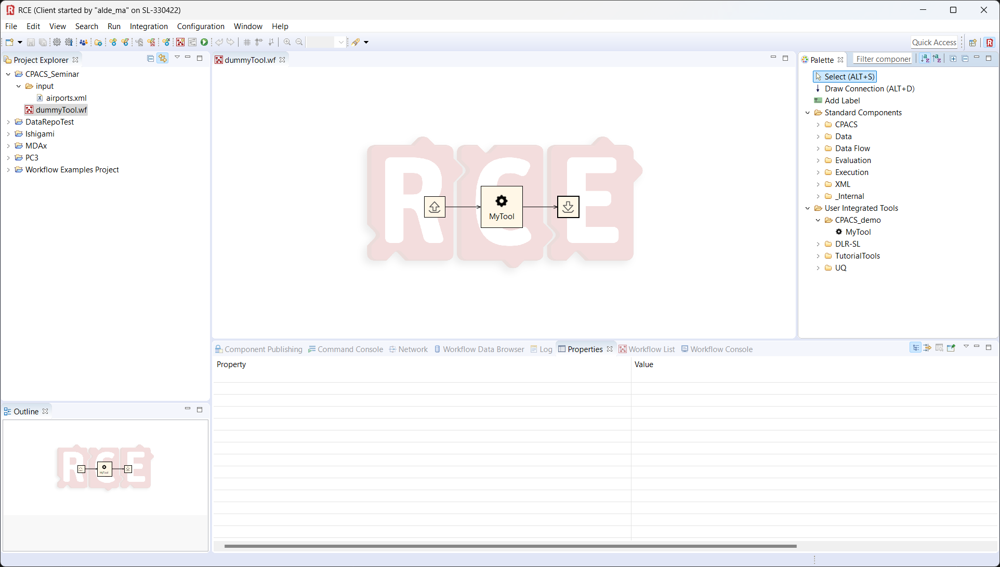 RCE (Client started by "alde_ma" on SL-330422)
File Edit View Search Run Integration Configuration Window Help
Quick Access
Project Explorer
CPACS_Seminar
input
airports.xml
dummyTool.wf
DataRepoTest
Ishigami
MDAx
PC3
Workflow Examples Project
dummyTool.wf
RCE
MyTool
Palette
Filter componer
Select (ALT+S)
Draw Connection (ALT+D)
Add Label
Standard Components
CPACS
Data
Data Flow
Evaluation
Execution
XML
_Internal
User Integrated Tools
CPACS_demo
MyTool
DLR-SL
TutorialTools
UQ
Component Publishing Command Console Network Workflow Data Browser Log Properties Workflow List Workflow Console
Property Value
Outline
RCE
MyTool